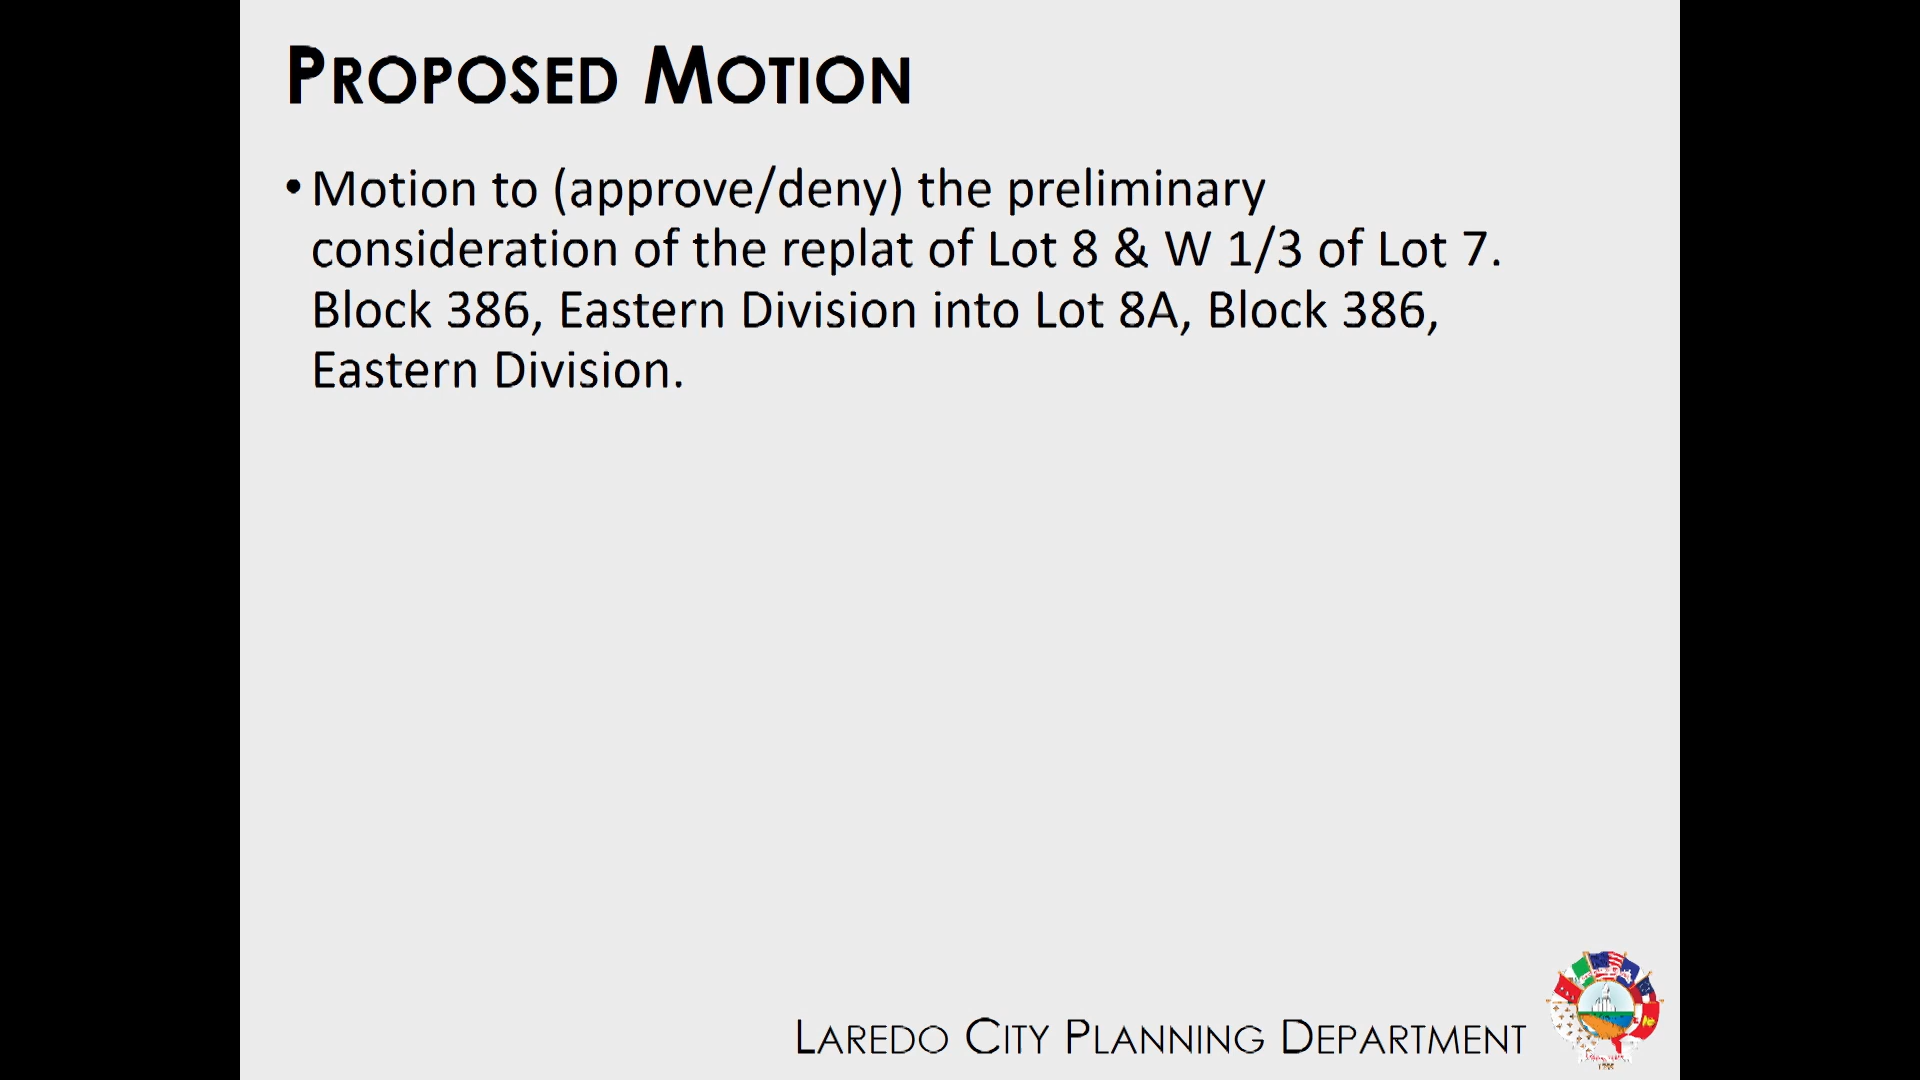 PROPOSED MOTION
• Motion to (approve/deny) the preliminary
consideration of the replat of Lot 8 & W 1/3 of Lot 7.
Block 386, Eastern Division into Lot 8A, Block 386,
Eastern Division.
LAREDO CITY PLANNING DEPARTMENT